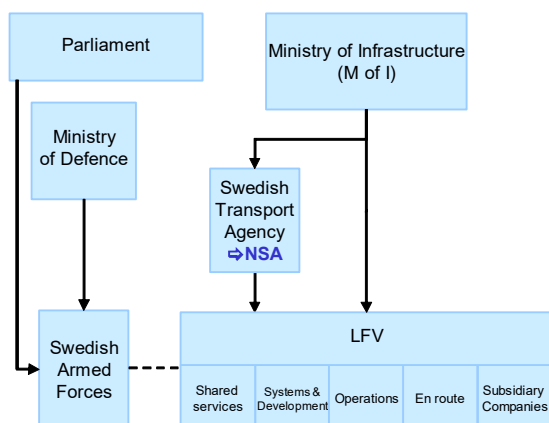 Parliament
Ministry of Infrastructure
(M of I)
Ministry
of Defence
Swedish
Transport
Agency
⇨NSA
Swedish
Armed
Forces
LFV
Shared
services
Systems &
Development
Operations
En route
Subsidiary
Companies